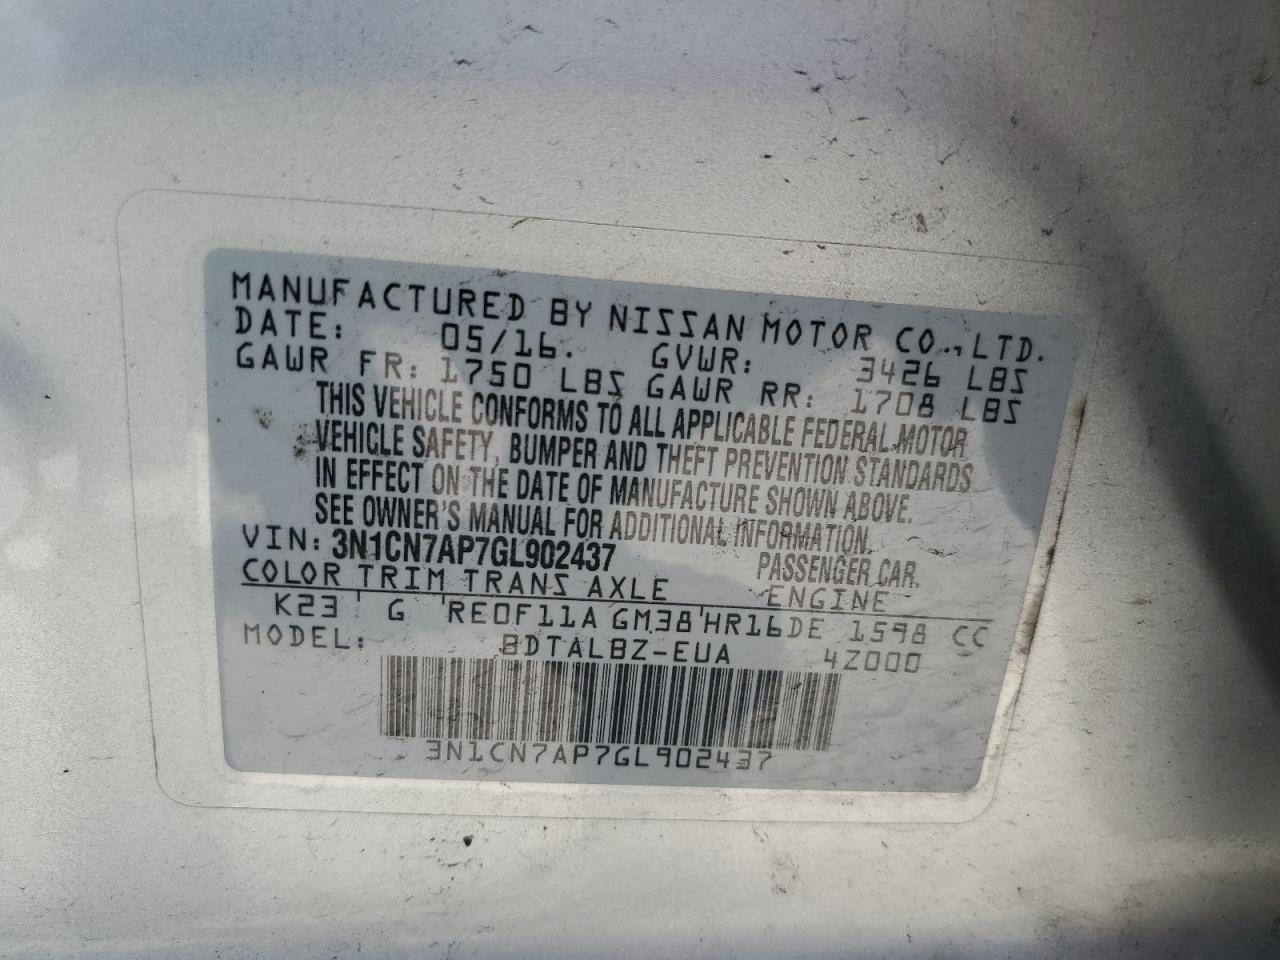 MANUFACTURED BY NISSAN MOTOR CO., LTD.
DATE: 05/16. GVWR: 3426 LBS
GAWR FR: 1750 LBS GAWR RR: 1708 LBS
THIS VEHICLE CONFORMS TO ALL APPLICABLE FEDERAL MOTOR
VEHICLE SAFETY, BUMPER AND THEFT PREVENTION STANDARDS
IN EFFECT ON THE DATE OF MANUFACTURE SHOWN ABOVE.
SEE OWNER'S MANUAL FOR ADDITIONAL INFORMATION.
VIN: 3N1CN7AP7GL902437 PASSENGER CAR.
COLOR TRIM TRANS AXLE ENGINE
K23 G RE0F11A GM38 HR16DE 1598 CC
MODEL: BDTALBZ-EUA 4Z000
3N1CN7AP7GL902437